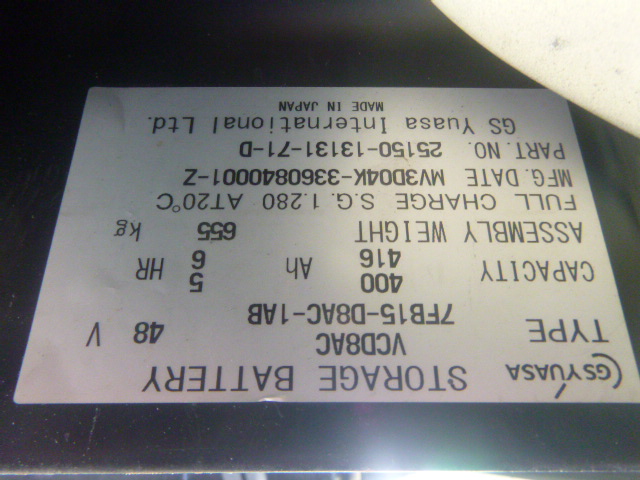 GS YUASA STORAGE BATTERY
TYPE VCD8AC 48 V
7FB15-D8AC-1AB
CAPACITY 400 Ah 5 HR
416 6
ASSEMBLY WEIGHT 655 kg
FULL CHARGE S.G. 1.280 AT20°C
MFG. DATE MV3D04K-3360840001-Z
PART. NO. 25150-13131-71-D
GS Yuasa International Ltd.
MADE IN JAPAN